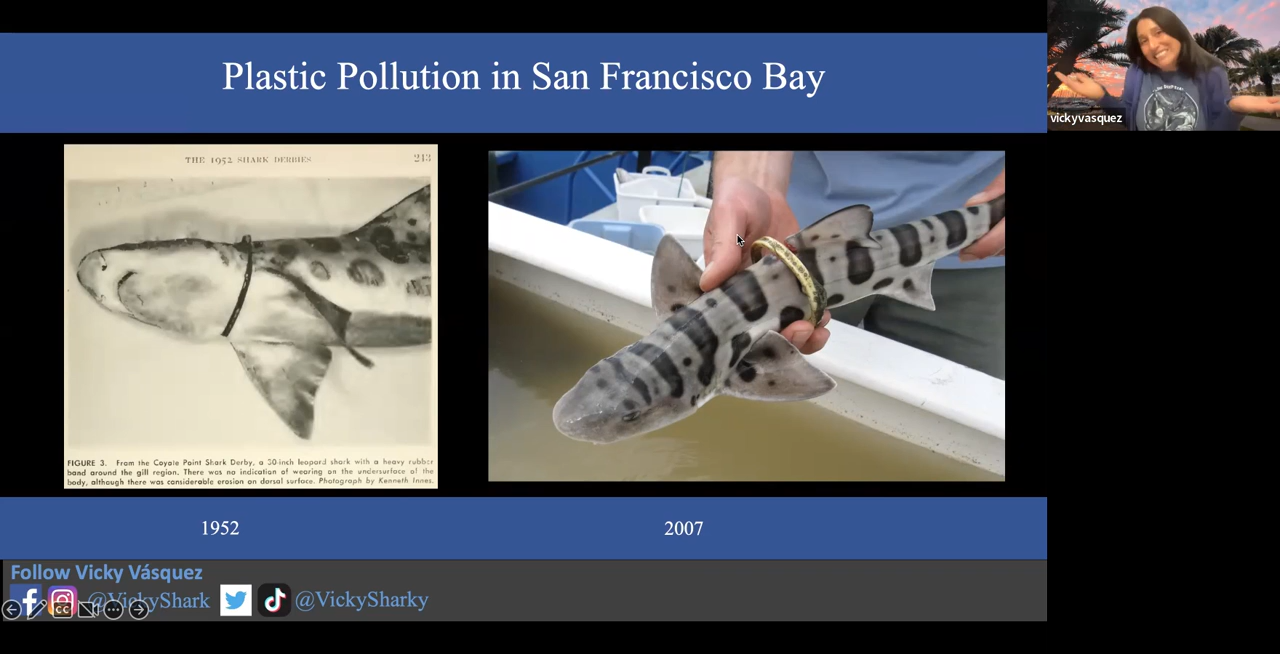 Plastic Pollution in San Francisco Bay
vickyvasquez
THE 1952 SHARK DERBIES 213
FIGURE 3. From the Coyote Point Shark Derby, a 30-inch leopard shark with a heavy rubber
band around the gill region. There was no indication of wearing on the undersurface of the
body, although there was considerable erosion on dorsal surface. Photograph by Kenneth Innes.
1952
2007
Follow Vicky Vásquez
@VickyShark
@VickySharky
CC